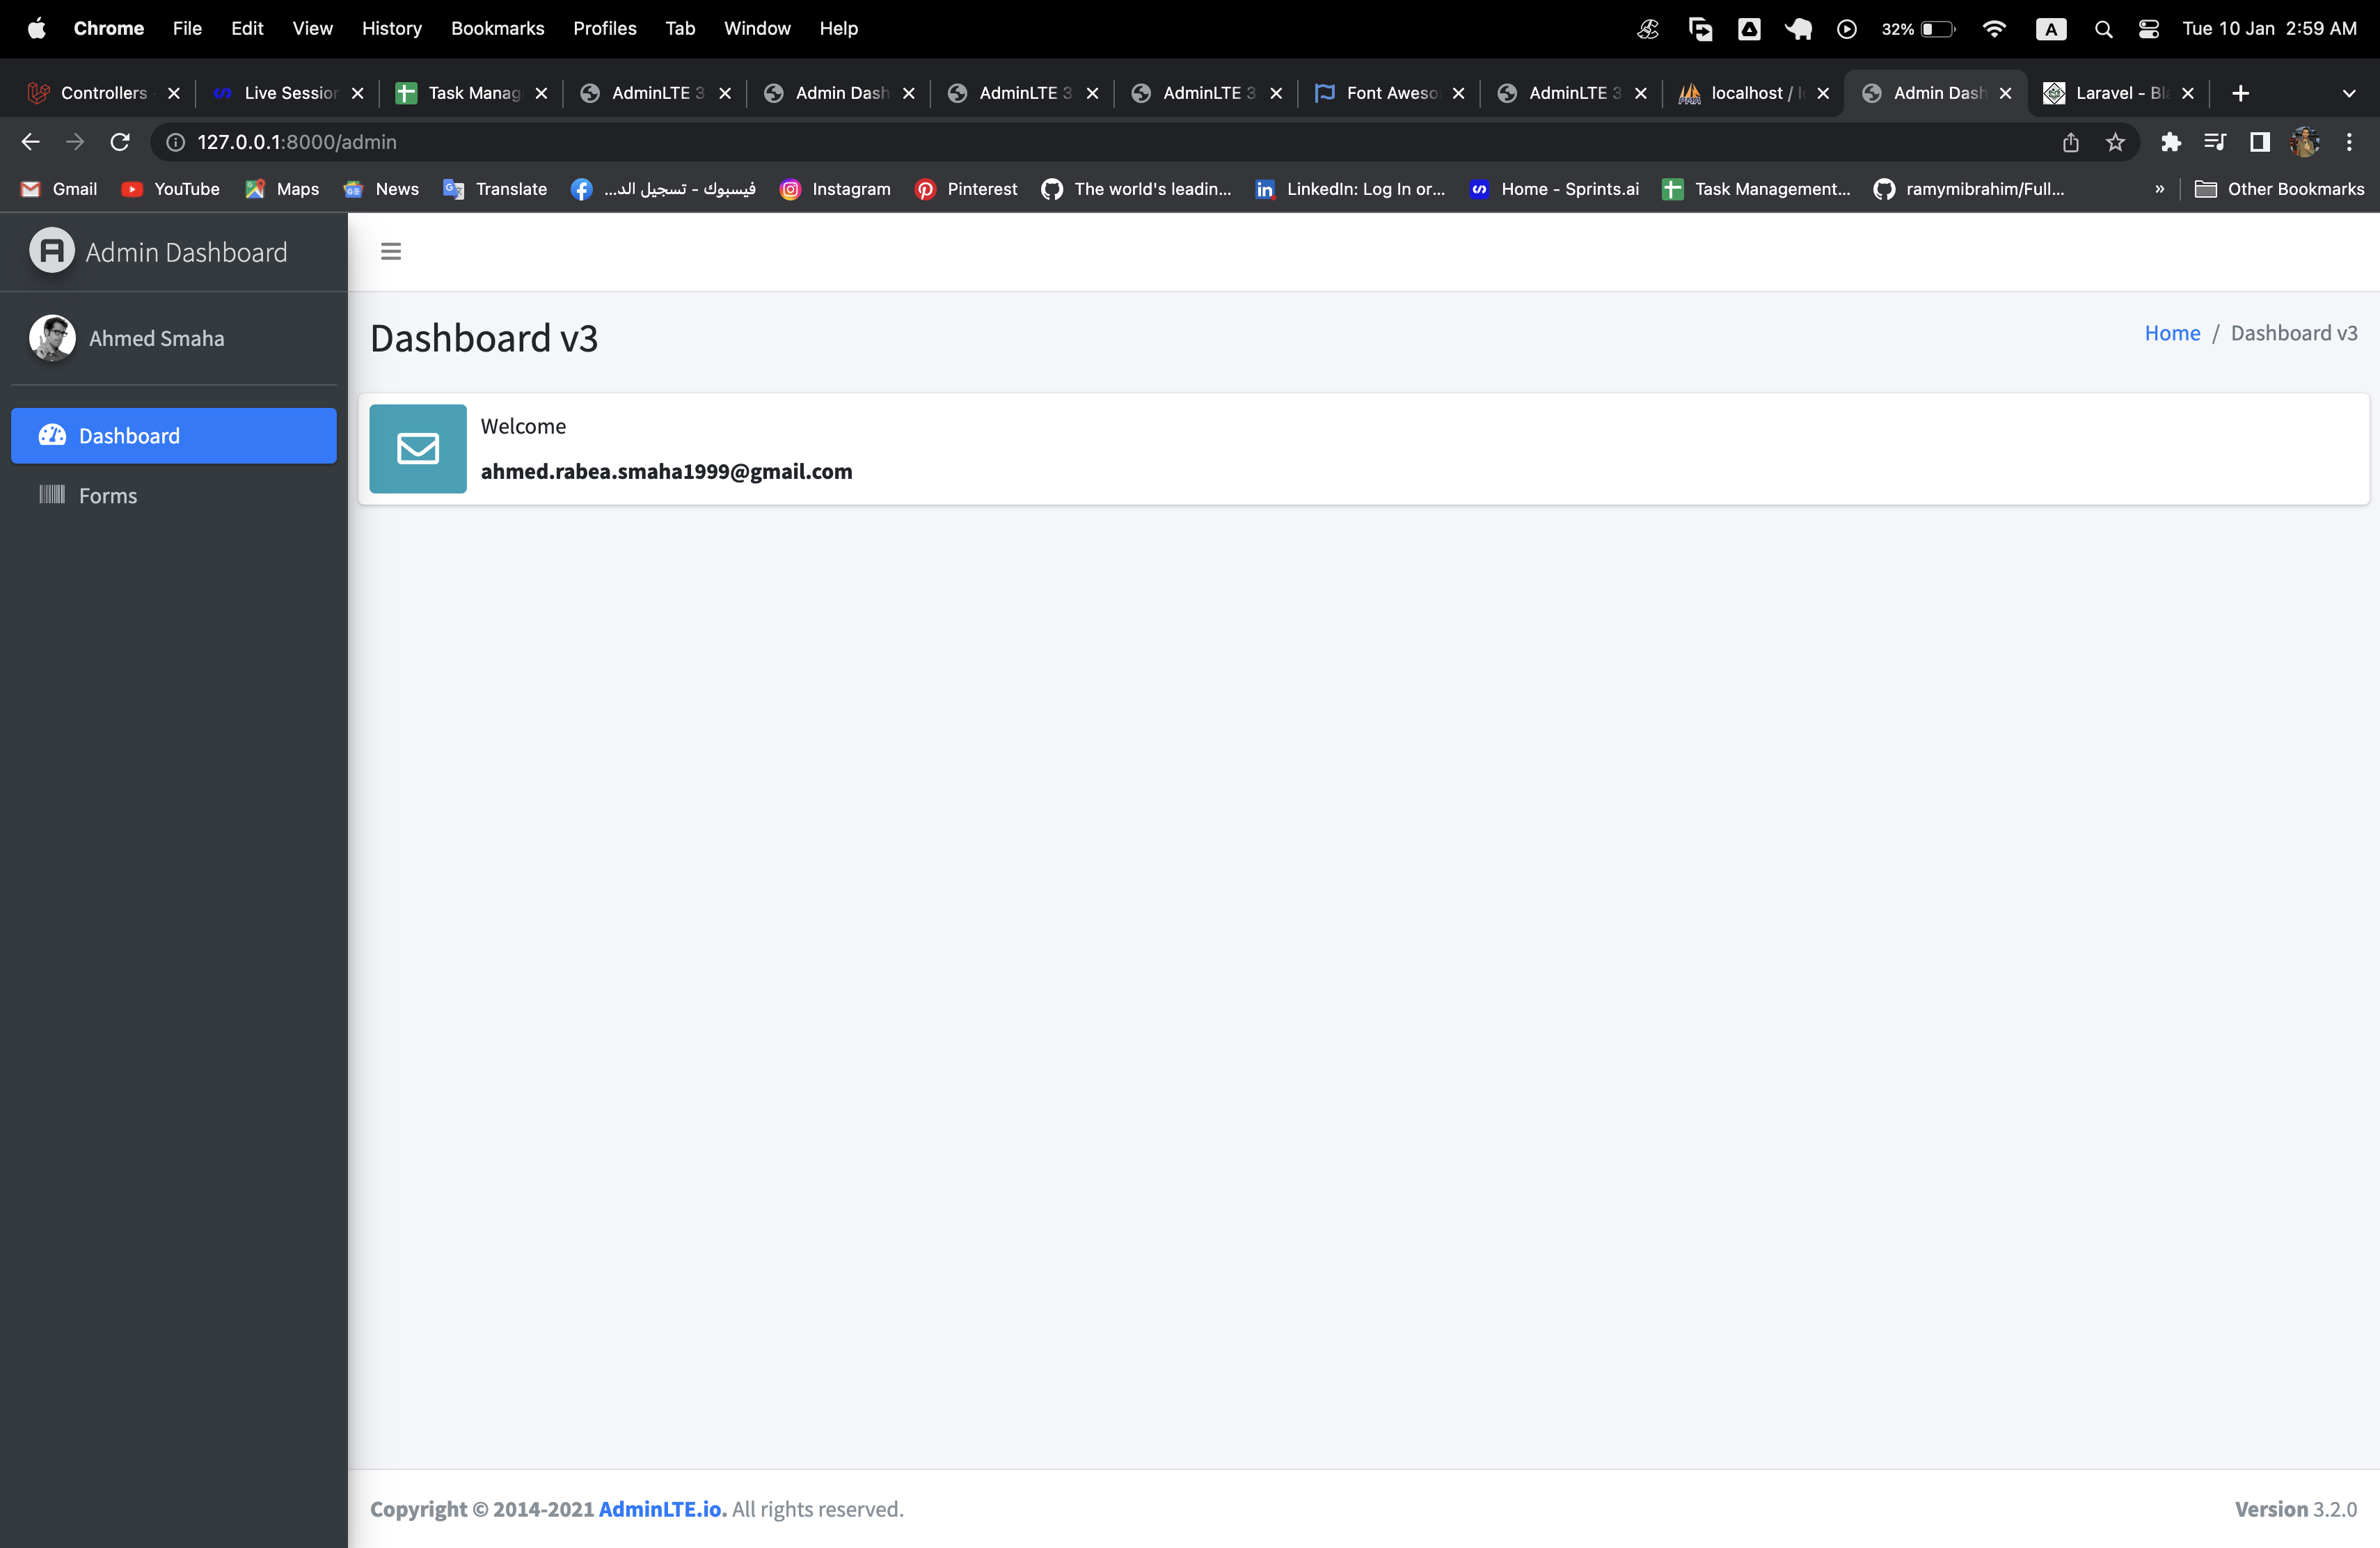 Chrome File Edit View History Bookmarks Profiles Tab Window Help 32% A Tue 10 Jan 2:59 AM
Controllers Live Session Task Manag AdminLTE 3 Admin Dash AdminLTE 3 AdminLTE 3 Font Aweso AdminLTE 3 localhost / Admin Dash Laravel - Bla
127.0.0.1:8000/admin
Gmail YouTube Maps News Translate فيسبوك - تسجيل الد... Instagram Pinterest The world's leadin... LinkedIn: Log In or... Home - Sprints.ai Task Management... ramymibrahim/Full... » Other Bookmarks
Admin Dashboard
Ahmed Smaha
Dashboard v3
Home / Dashboard v3
Dashboard
Forms
Welcome
ahmed.rabea.smaha1999@gmail.com
Copyright © 2014-2021 AdminLTE.io. All rights reserved.
Version 3.2.0